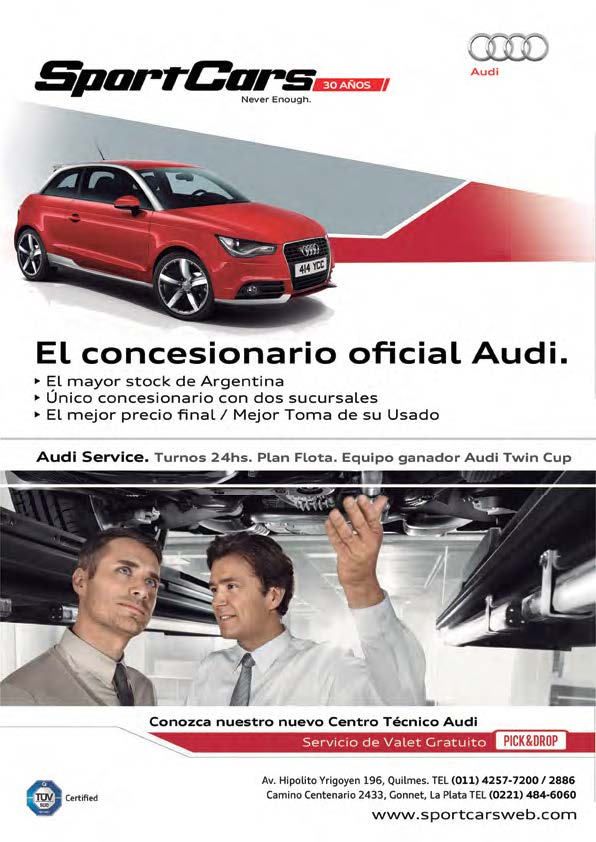 Audi
SportCars 30 AÑOS
Never Enough.
414 YCC
El concesionario oficial Audi.
▸ El mayor stock de Argentina
▸ Único concesionario con dos sucursales
▸ El mejor precio final / Mejor Toma de su Usado
Audi Service. Turnos 24hs. Plan Flota. Equipo ganador Audi Twin Cup
Conozca nuestro nuevo Centro Técnico Audi
Servicio de Valet Gratuito PICK&DROP
Av. Hipolito Yrigoyen 196, Quilmes. TEL (011) 4257-7200 / 2886
Camino Centenario 2433, Gonnet, La Plata TEL (0221) 484-6060
TÜV
SÜD
Certified
www.sportcarsweb.com